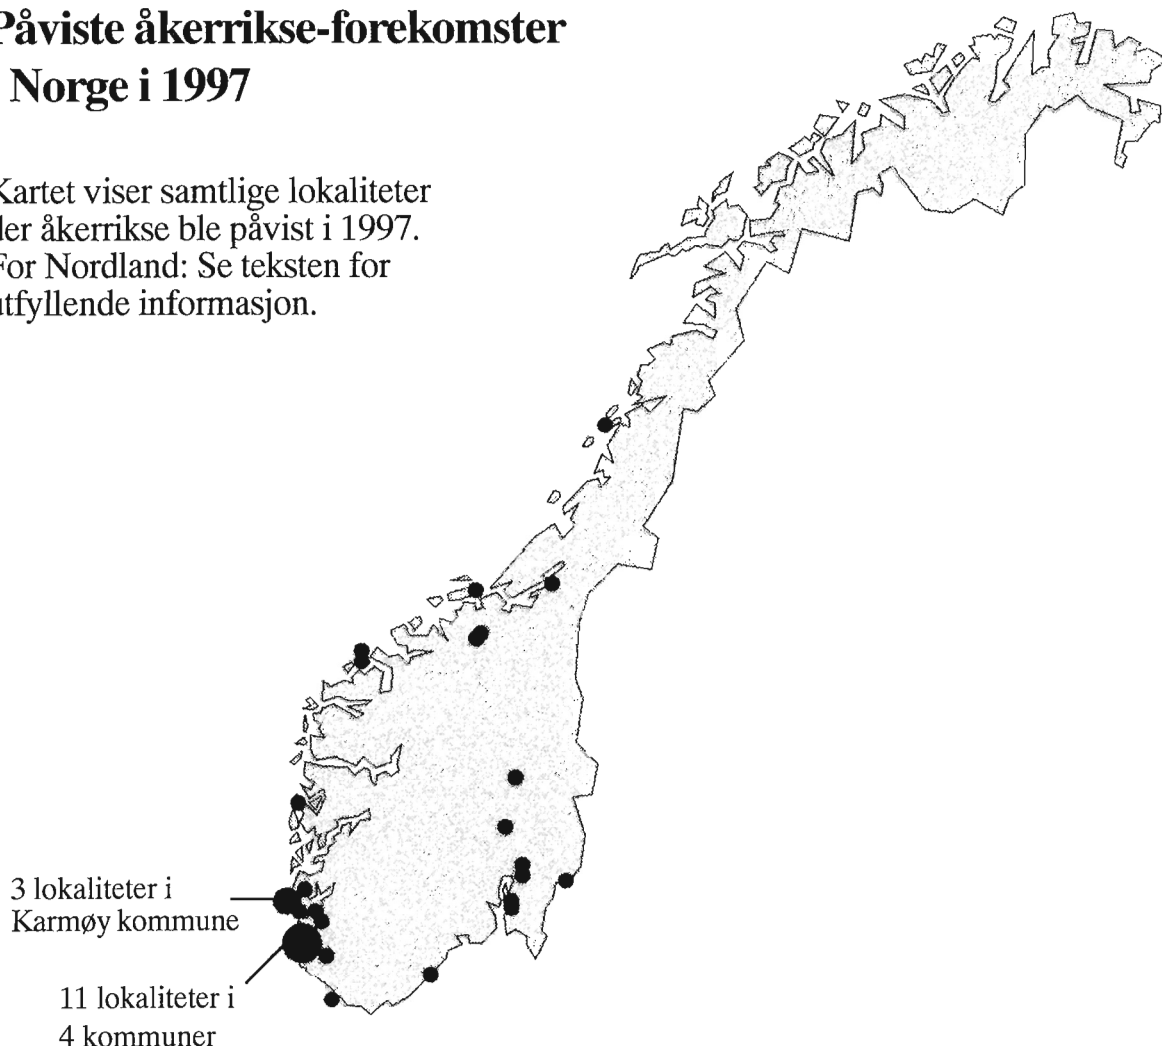 Påviste åkerrikse-forekomster
Norge i 1997
Kartet viser samtlige lokaliteter
der åkerrikse ble påvist i 1997.
For Nordland: Se teksten for
utfyllende informasjon.
3 lokaliteter i
Karmøy kommune
11 lokaliteter i
4 kommuner